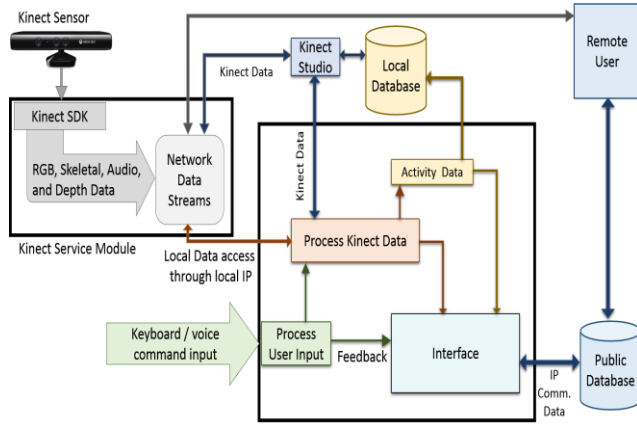 Kinect Sensor
Kinect SDK
RGB, Skeletal, Audio,
and Depth Data
Network
Data
Streams
Kinect Service Module
Kinect Data
Kinect
Studio
Local
Database
Remote
User
Kinect Data
Activity Data
Process Kinect Data
Local Data access
through local IP
Keyboard / voice
command input
Process
User Input
Feedback
Interface
IP
Comm.
Data
Public
Database